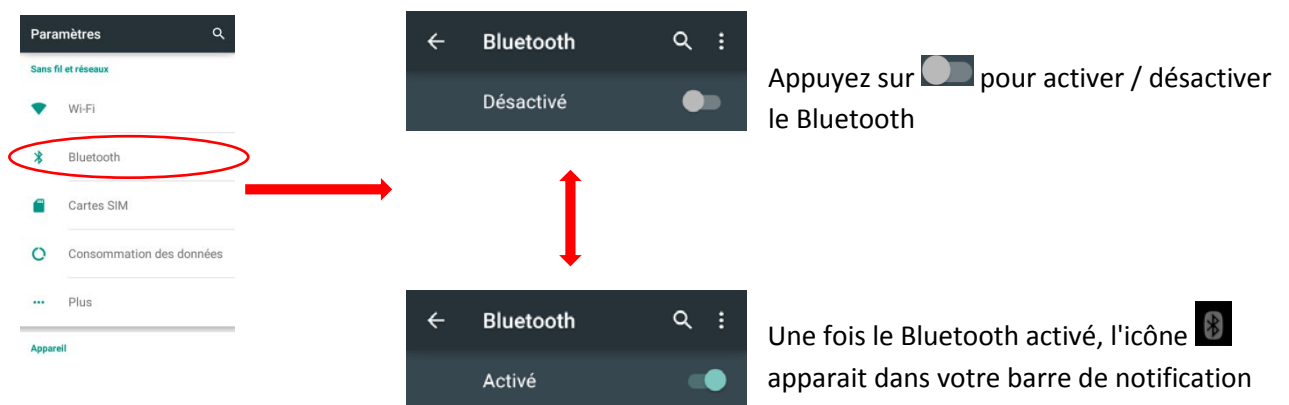 Paramètres
Sans fil et réseaux
Wi-Fi
Bluetooth
Cartes SIM
Consommation des données
Plus
Appareil
Bluetooth
Désactivé
Appuyez sur pour activer / désactiver
le Bluetooth
Bluetooth
Activé
Une fois le Bluetooth activé, l'icône
apparait dans votre barre de notification